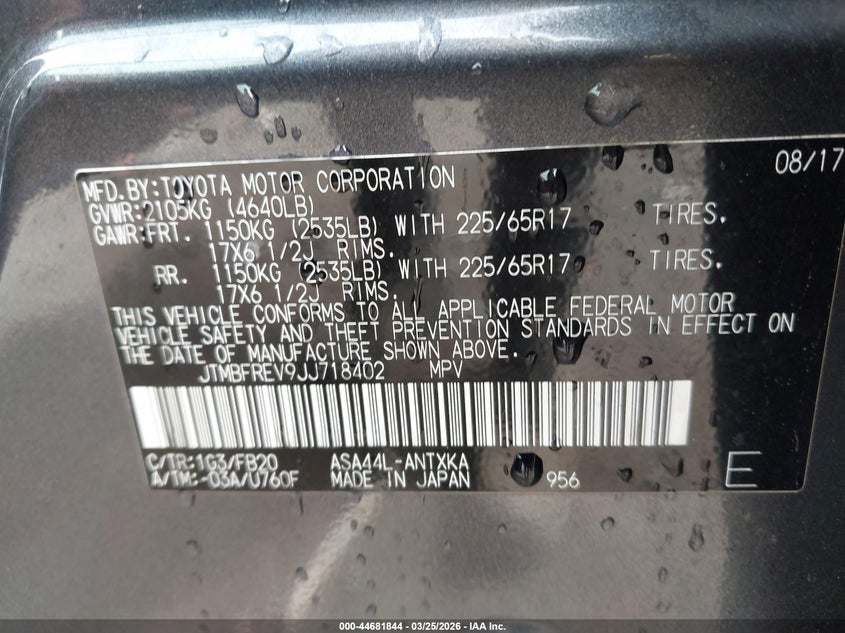 08/17
MFD.BY:TOYOTA MOTOR CORPORATION
GVWR:2105KG (4640LB)
GAWR:FRT. 1150KG (2535LB) WITH 225/65R17 TIRES.
17X6 1/2J RIMS.
RR. 1150KG (2535LB) WITH 225/65R17 TIRES.
17X6 1/2J RIMS.
THIS VEHICLE CONFORMS TO ALL APPLICABLE FEDERAL MOTOR
VEHICLE SAFETY AND THEFT PREVENTION STANDARDS IN EFFECT ON
THE DATE OF MANUFACTURE SHOWN ABOVE.
JTMBFREV9JJ718402 MPV
C/TR:1G3/FB20 ASA44L-ANTXKA
A/TM:-03A/U760F MADE IN JAPAN 956 E
000-44681844 — 03/25/2026 — IAA Inc.